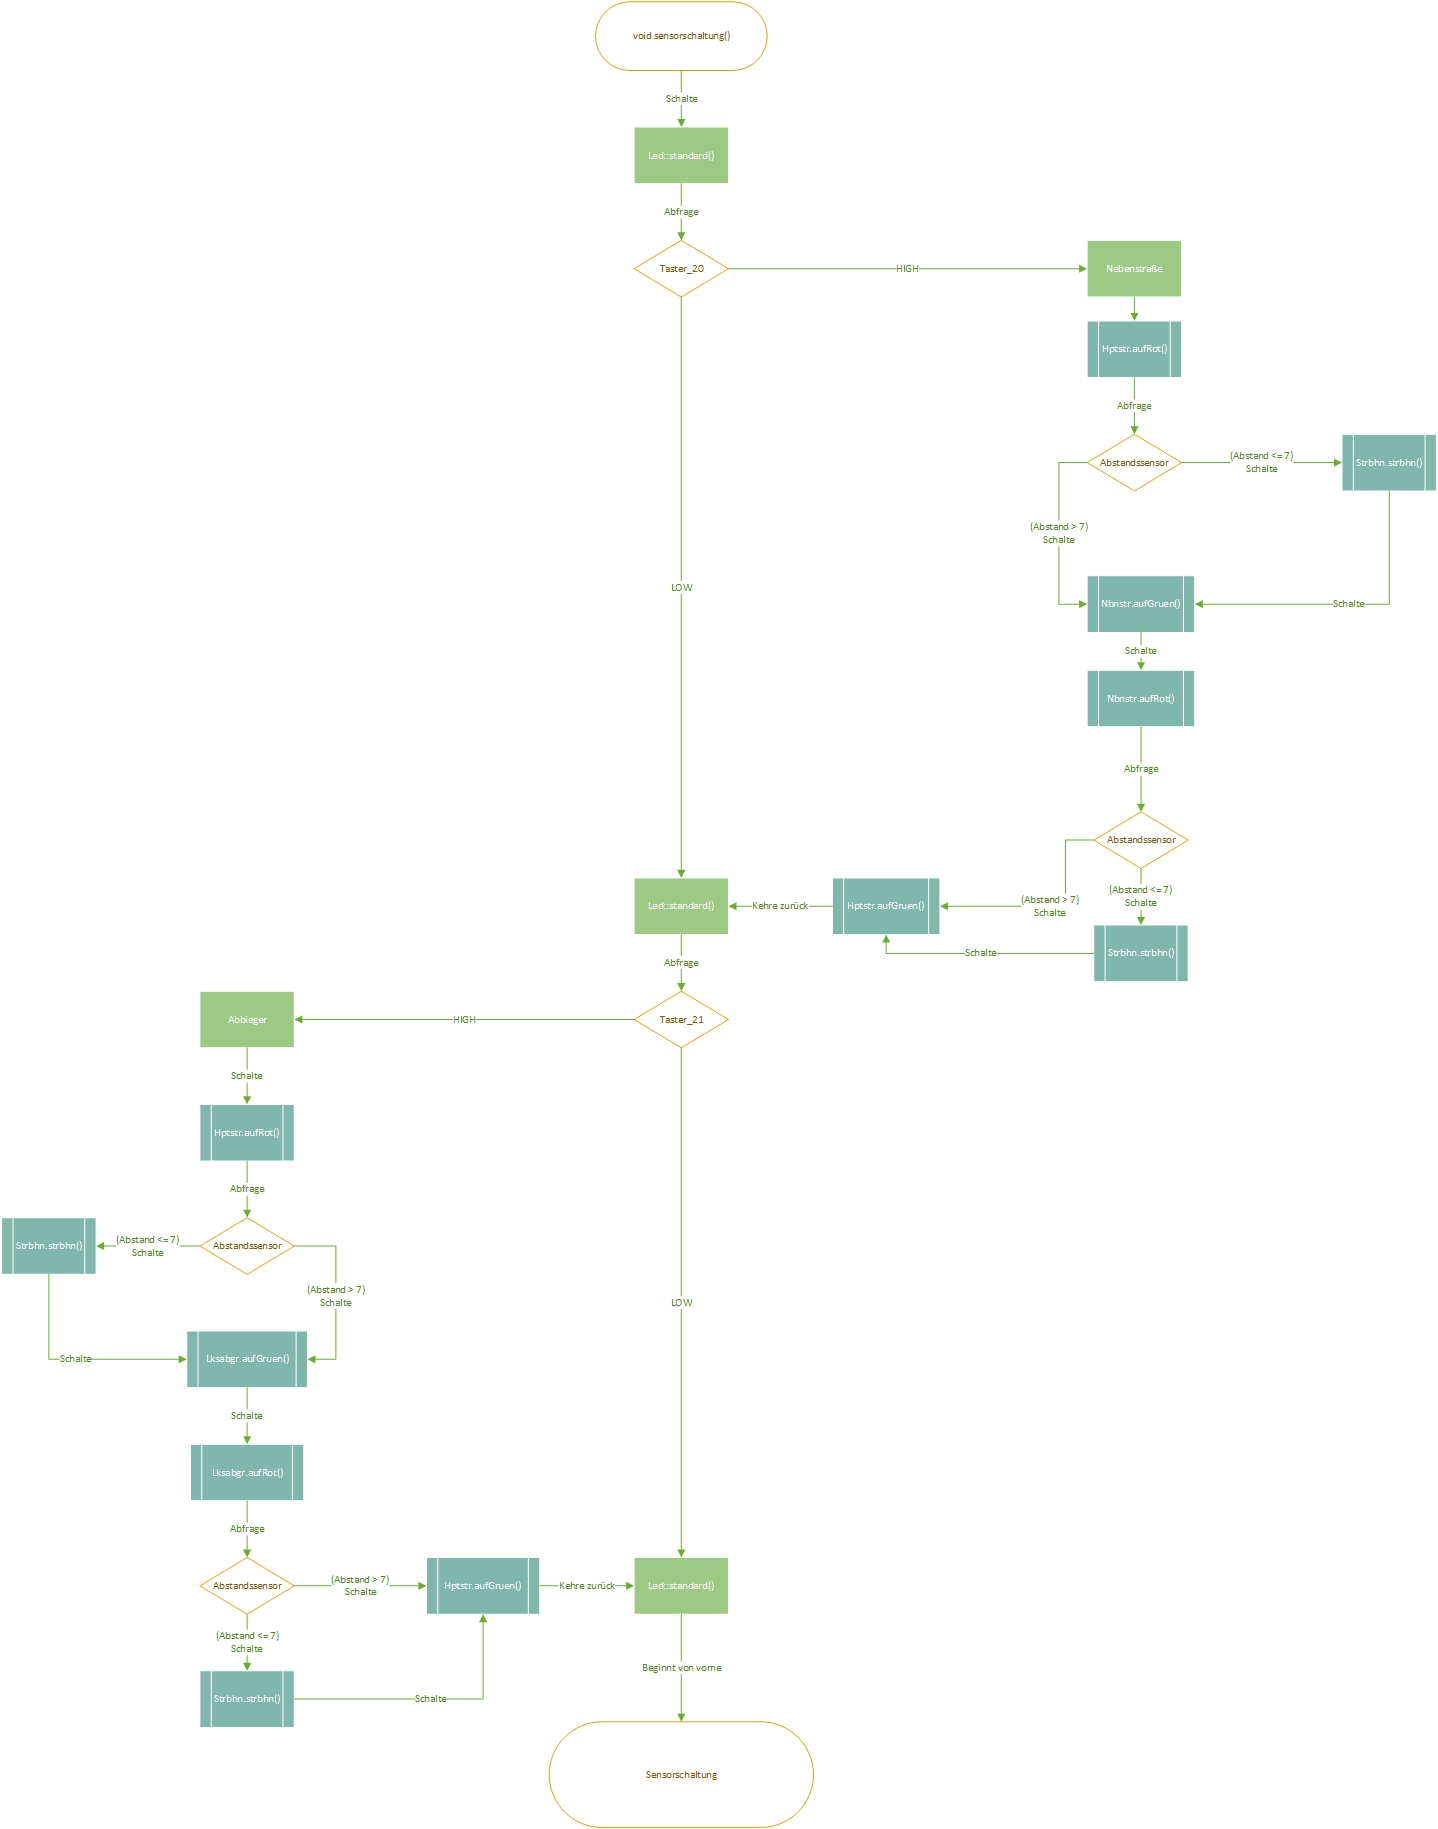 void sensorschaltung()
Schalte
Led::standard()
Abfrage
Taster_20
HIGH
Nebenstraße
Hptstr.aufRot()
Abfrage
Abstandssensor
(Abstand <= 7)
Schalte
Strbhn.strbhn()
(Abstand > 7)
Schalte
LOW
Nbnstr.aufGruen()
Schalte
Schalte
Nbnstr.aufRot()
Abfrage
Abstandssensor
(Abstand <= 7)
Schalte
(Abstand > 7)
Schalte
Hptstr.aufGruen()
Kehre zurück
Led::standard()
Strbhn.strbhn()
Schalte
Abfrage
Taster_21
HIGH
Abbieger
Schalte
Hptstr.aufRot()
Abfrage
Abstandssensor
(Abstand <= 7)
Schalte
Strbhn.strbhn()
(Abstand > 7)
Schalte
LOW
Schalte
Lksabgr.aufGruen()
Schalte
Lksabgr.aufRot()
Abfrage
Abstandssensor
(Abstand > 7)
Schalte
Hptstr.aufGruen()
Kehre zurück
Led::standard()
(Abstand <= 7)
Schalte
Strbhn.strbhn()
Schalte
Beginnt von vorne
Sensorschaltung